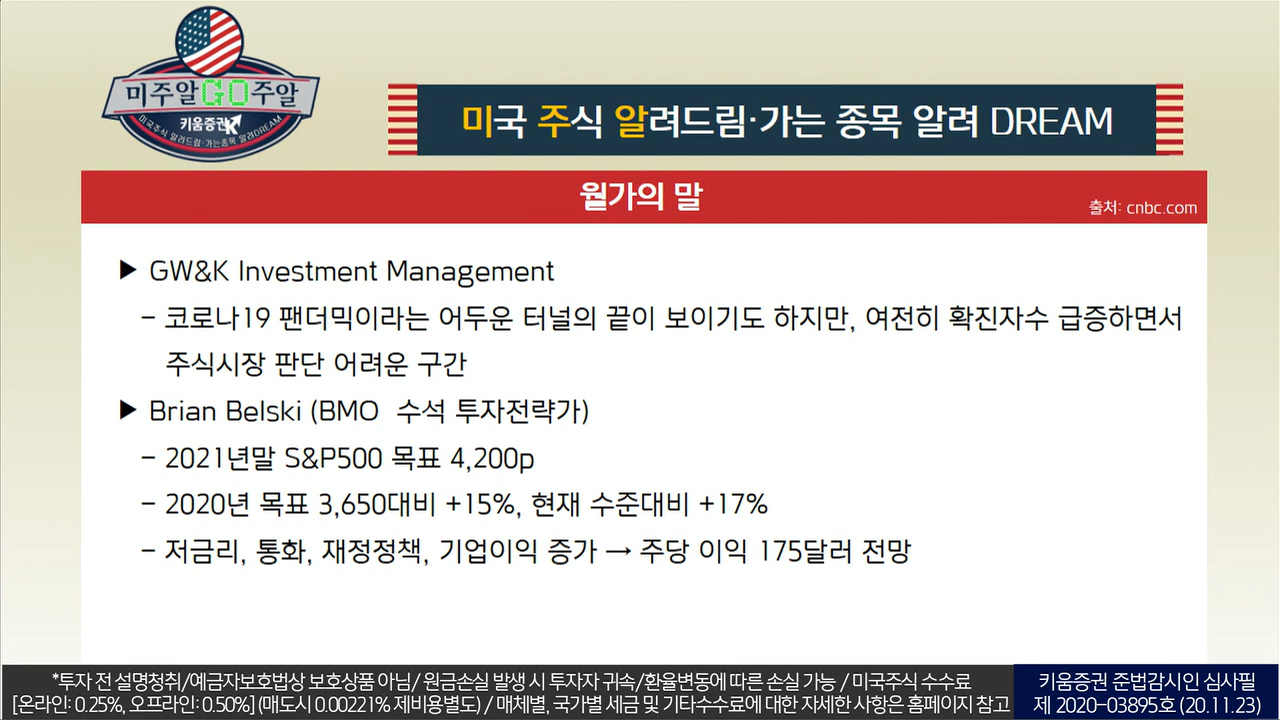 미주알GO주알
키움증권
미국주식 알려드림·가는종목 알려DREAM
미국 주식 알려드림·가는 종목 알려 DREAM
월가의 말
출처: cnbc.com
▶ GW&K Investment Management
– 코로나19 팬더믹이라는 어두운 터널의 끝이 보이기도 하지만, 여전히 확진자수 급증하면서
주식시장 판단 어려운 구간
▶ Brian Belski (BMO 수석 투자전략가)
– 2021년말 S&P500 목표 4,200p
– 2020년 목표 3,650대비 +15%, 현재 수준대비 +17%
– 저금리, 통화, 재정정책, 기업이익 증가 → 주당 이익 175달러 전망
*투자 전 설명청취/예금자보호법상 보호상품 아님/ 원금손실 발생 시 투자자 귀속/환율변동에 따른 손실 가능 / 미국주식 수수료
[온라인: 0.25%, 오프라인: 0.50%] (매도시 0.00221% 제비용별도) / 매체별, 국가별 세금 및 기타수수료에 대한 자세한 사항은 홈페이지 참고
키움증권 준법감시인 심사필
제 2020-03895호 (20.11.23)